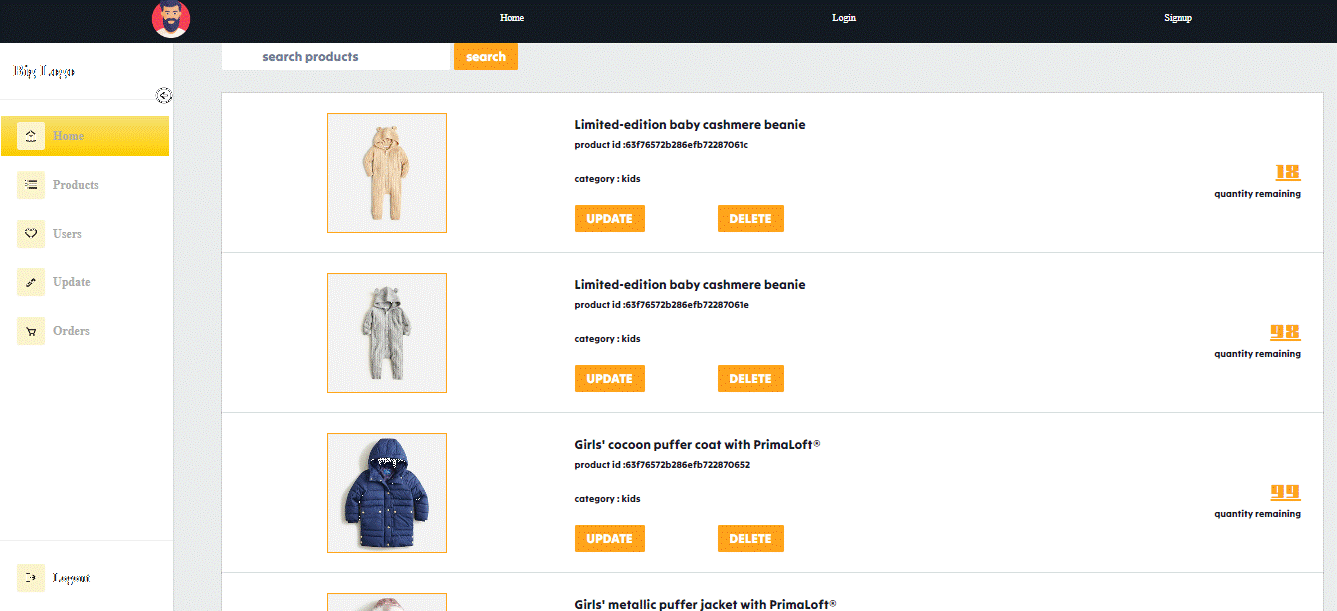 Home
Login
Signup
Big Logo
Home
Products
Users
Update
Orders
Logout
search products
search
Limited-edition baby cashmere beanie
product id :63f76572b286efb72287061c
category : kids
UPDATE
DELETE
18
quantity remaining
Limited-edition baby cashmere beanie
product id :63f76572b286efb72287061e
category : kids
UPDATE
DELETE
98
quantity remaining
Girls' cocoon puffer coat with PrimaLoft®
product id :63f76572b286efb722870652
category : kids
UPDATE
DELETE
99
quantity remaining
Girls' metallic puffer jacket with PrimaLoft®